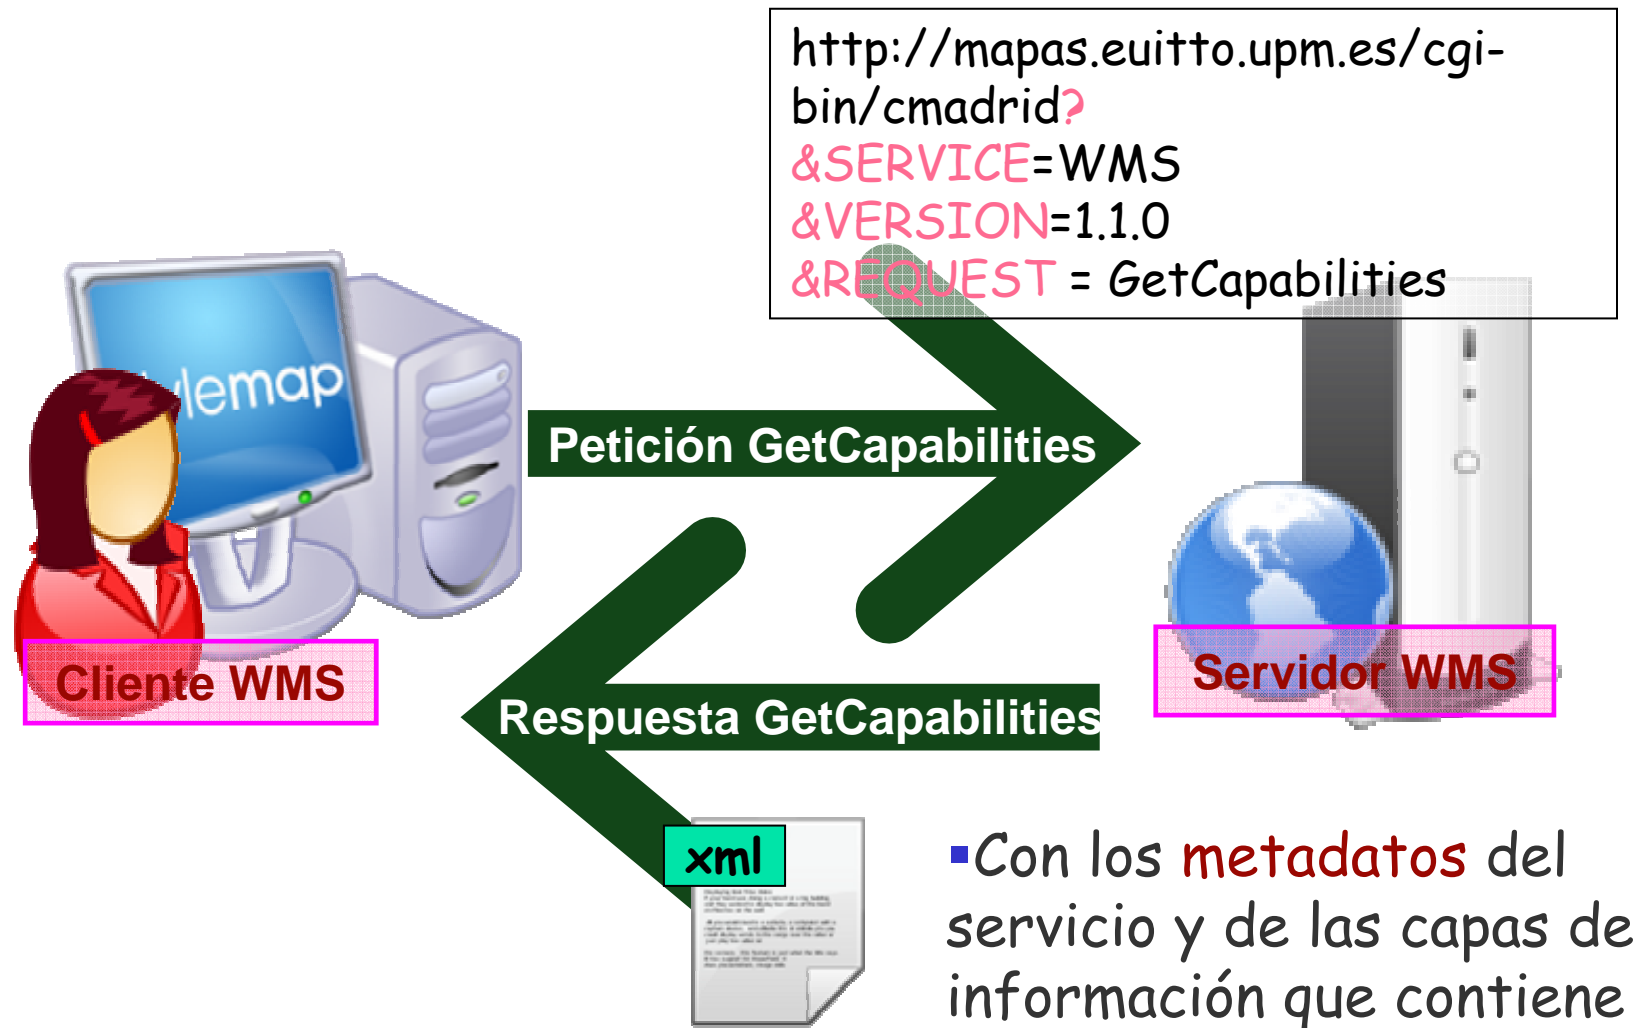 http://mapas.euitto.upm.es/cgi-
bin/cmadrid?
&SERVICE=WMS
&VERSION=1.1.0
&REQUEST = GetCapabilities
lemap
Petición GetCapabilities
Cliente WMS
Servidor WMS
Respuesta GetCapabilities
xml
▪Con los metadatos del
servicio y de las capas de
información que contiene